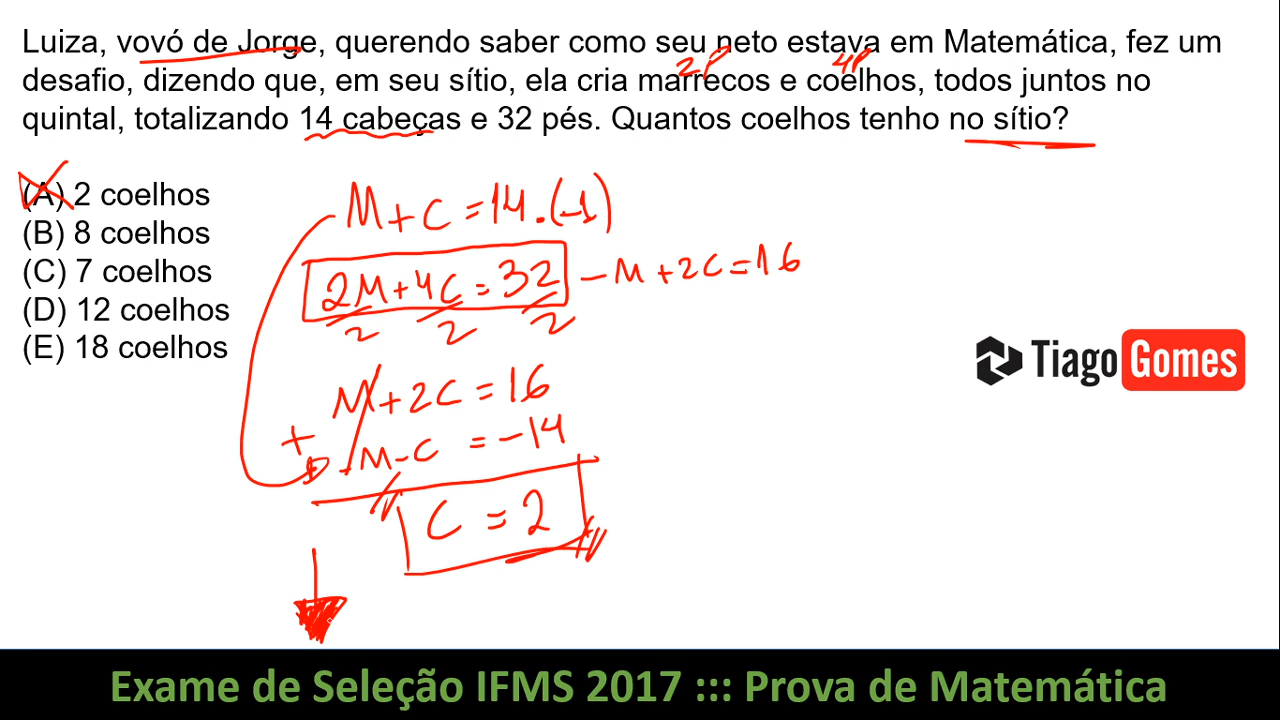 Luiza, vovó de Jorge, querendo saber como seu neto estava em Matemática, fez um
2P 4P
desafio, dizendo que, em seu sítio, ela cria marrecos e coelhos, todos juntos no
quintal, totalizando 14 cabeças e 32 pés. Quantos coelhos tenho no sítio?
(A) 2 coelhos
(B) 8 coelhos
(C) 7 coelhos
(D) 12 coelhos
(E) 18 coelhos
M+C=14.(-1)
2M+4C=32 -M+2C=16
2 2 2
M+2C=16
+ -M-C=-14
C=2
Tiago Gomes
Exame de Seleção IFMS 2017 ::: Prova de Matemática